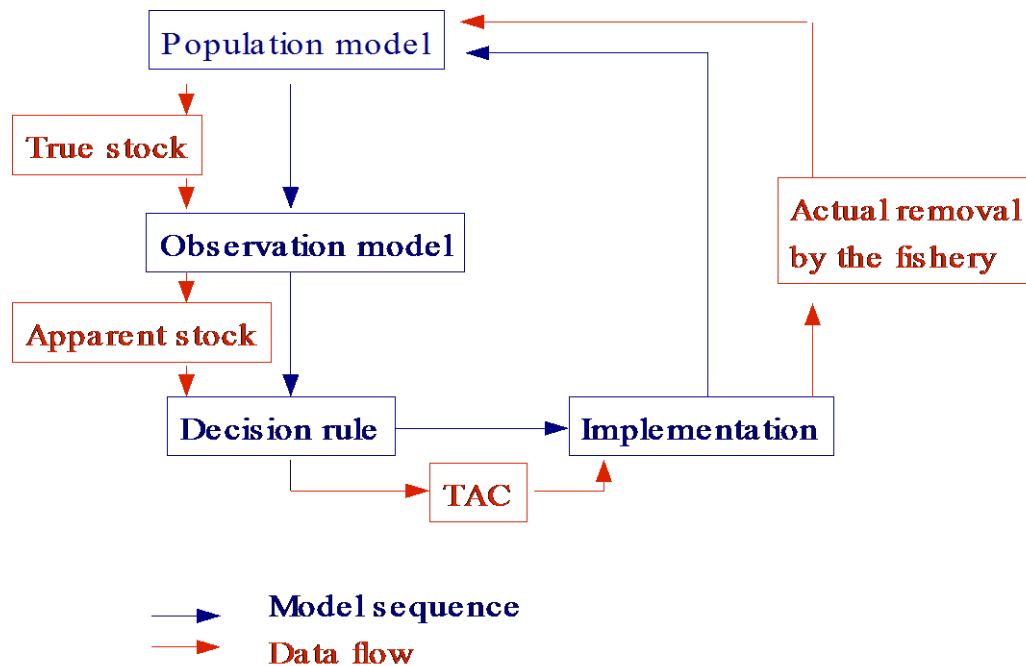 Population model
True stock
Observation model
Actual removal
by the fishery
Apparent stock
Decision rule
Implementation
TAC
Model sequence
Data flow